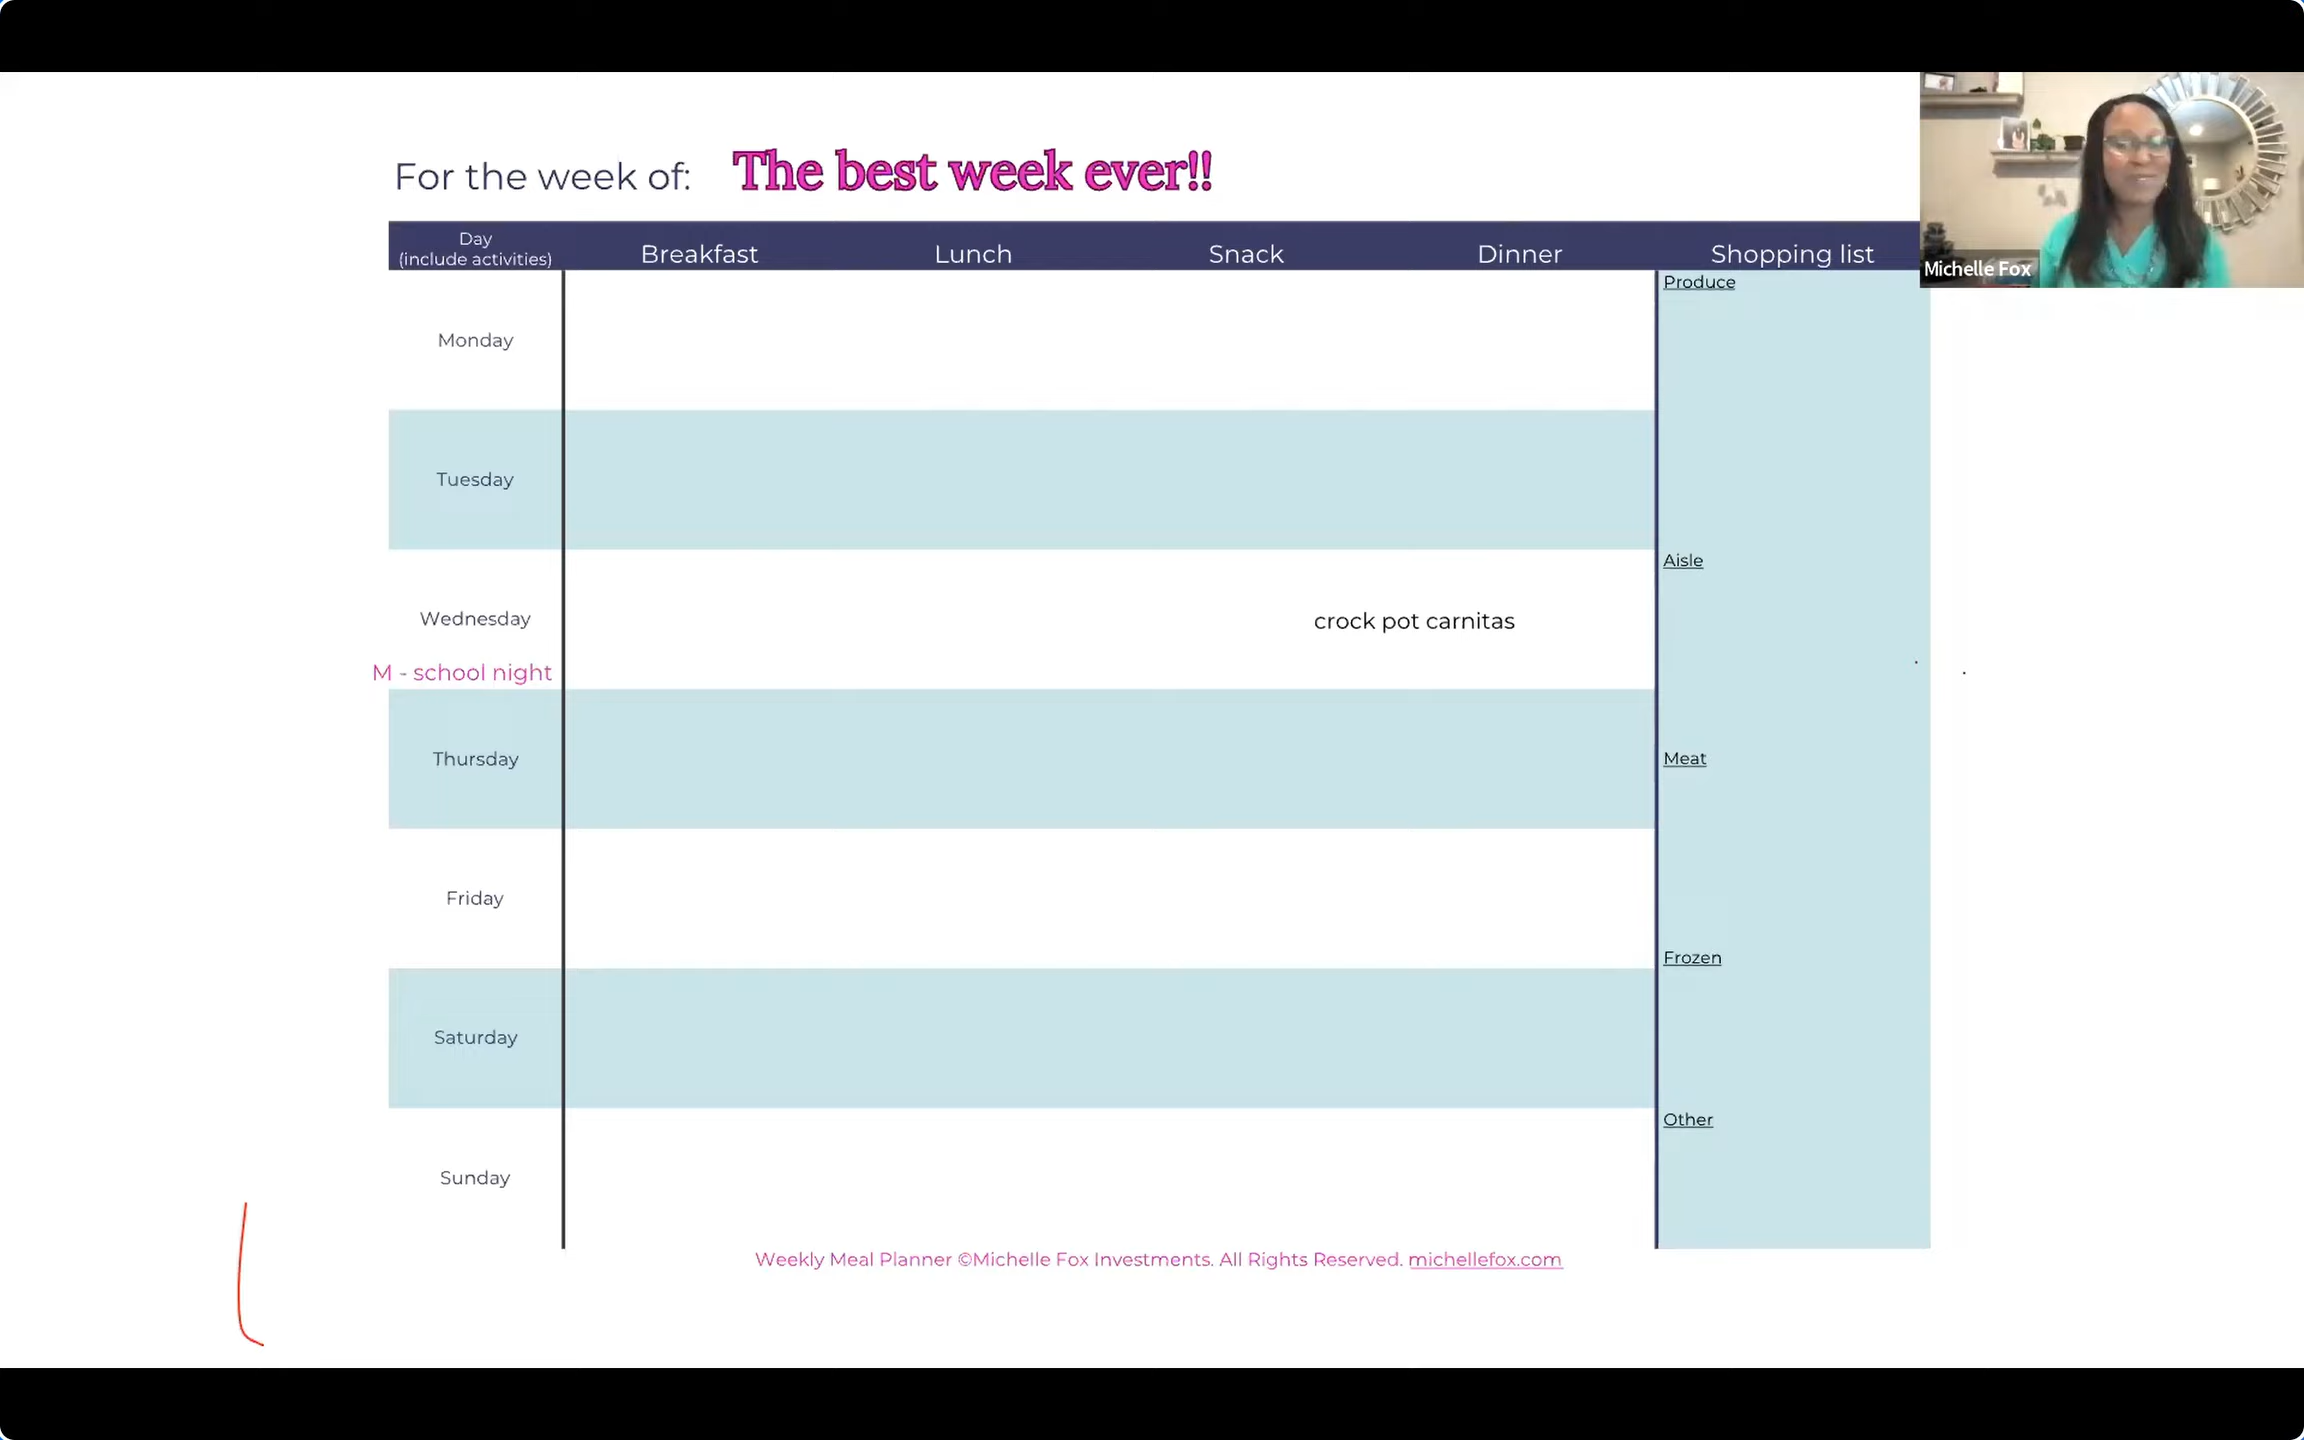 For the week of: The best week ever!!
Day
(include activities)
Breakfast
Lunch
Snack
Dinner
Shopping list
Michelle Fox
Produce
Monday
Tuesday
Aisle
Wednesday
crock pot carnitas
M - school night
Thursday
Meat
Friday
Frozen
Saturday
Other
Sunday
Weekly Meal Planner ©Michelle Fox Investments. All Rights Reserved. michellefox.com